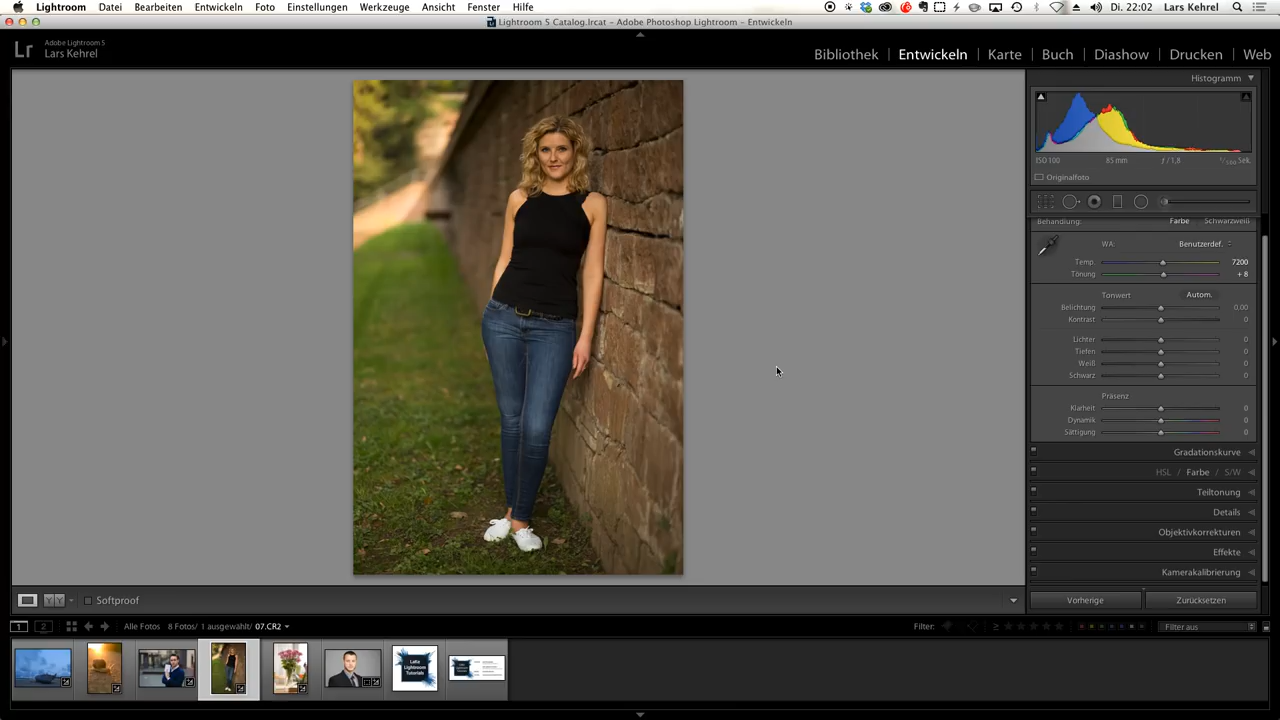 Lightroom Datei Bearbeiten Entwickeln Foto Einstellungen Werkzeuge Ansicht Fenster Hilfe Di. 22:02 Lars Kehrel
Lightroom 5 Catalog.lrcat – Adobe Photoshop Lightroom – Entwickeln
Lr Adobe Lightroom 5
Lars Kehrel
Bibliothek | Entwickeln | Karte | Buch | Diashow | Drucken | Web
Histogramm
ISO 100 85 mm ƒ / 1,8
Originalfoto
Behandlung: Farbe Schwarzweiß
WA: Benutzerdef.
Temp. 7200
Tönung + 8
Tonwert Autom.
Belichtung 0,00
Kontrast 0
Lichter 0
Tiefen 0
Weiß 0
Schwarz 0
Präsenz
Klarheit 0
Dynamik 0
Sättigung 0
Gradationskurve
HSL / Farbe / S/W
Teiltonung
Details
Objektivkorrekturen
Effekte
Kamerakalibrierung
Softproof
Vorherige Zurücksetzen
1 2 Alle Fotos 8 Fotos/ 1 ausgewählt/ 07.CR2 Filter: Filter aus
Latte
Lightroom
Tutorials